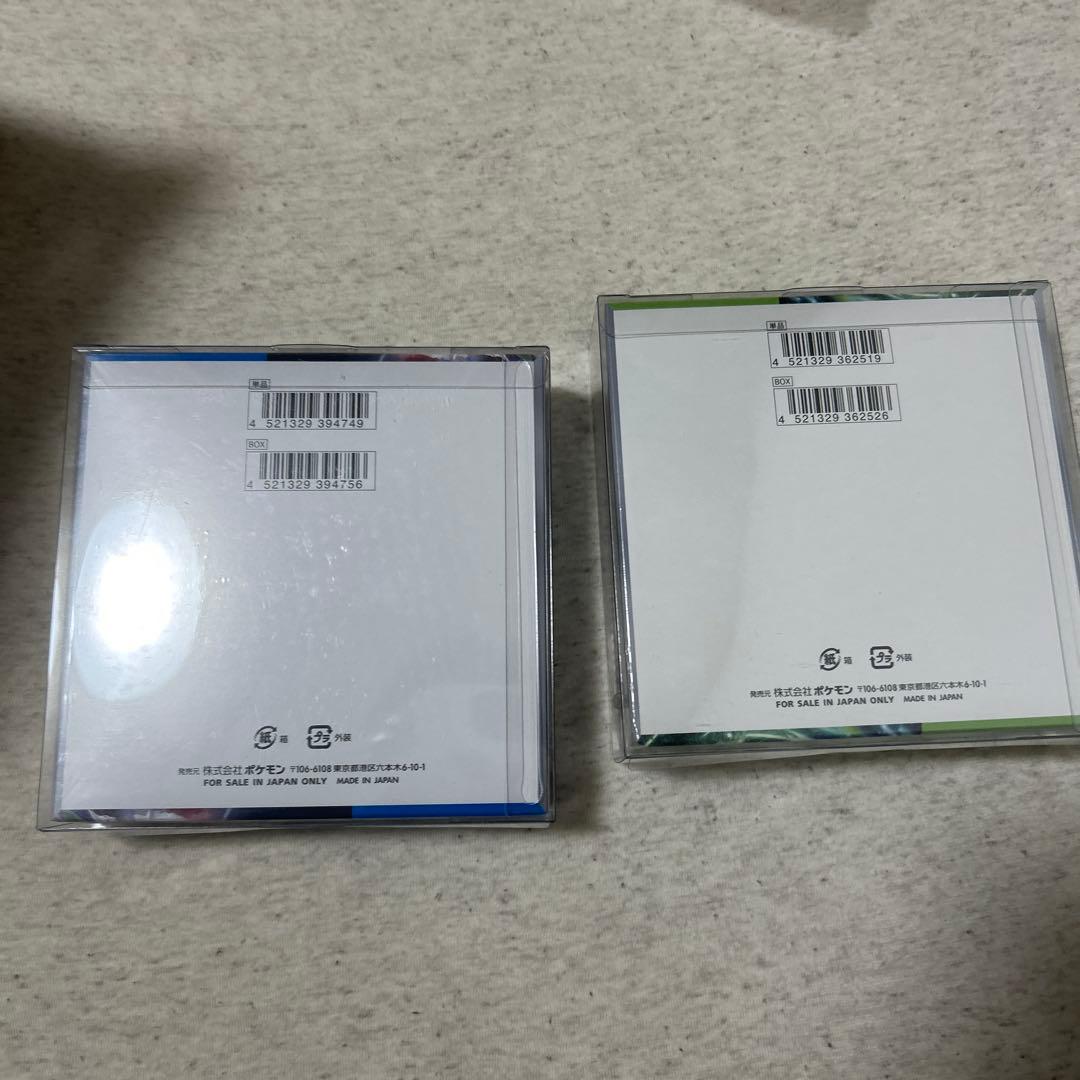 単品
4 521329 394749
BOX
4 521329 394756
紙 箱 プラ 外装
発売元 株式会社 ポケモン 〒106-6108 東京都港区六本木6-10-1
FOR SALE IN JAPAN ONLY MADE IN JAPAN
単品
4 521329 362519
BOX
4 521329 362526
紙 箱 プラ 外装
発売元 株式会社 ポケモン 〒106-6108 東京都港区六本木6-10-1
FOR SALE IN JAPAN ONLY MADE IN JAPAN